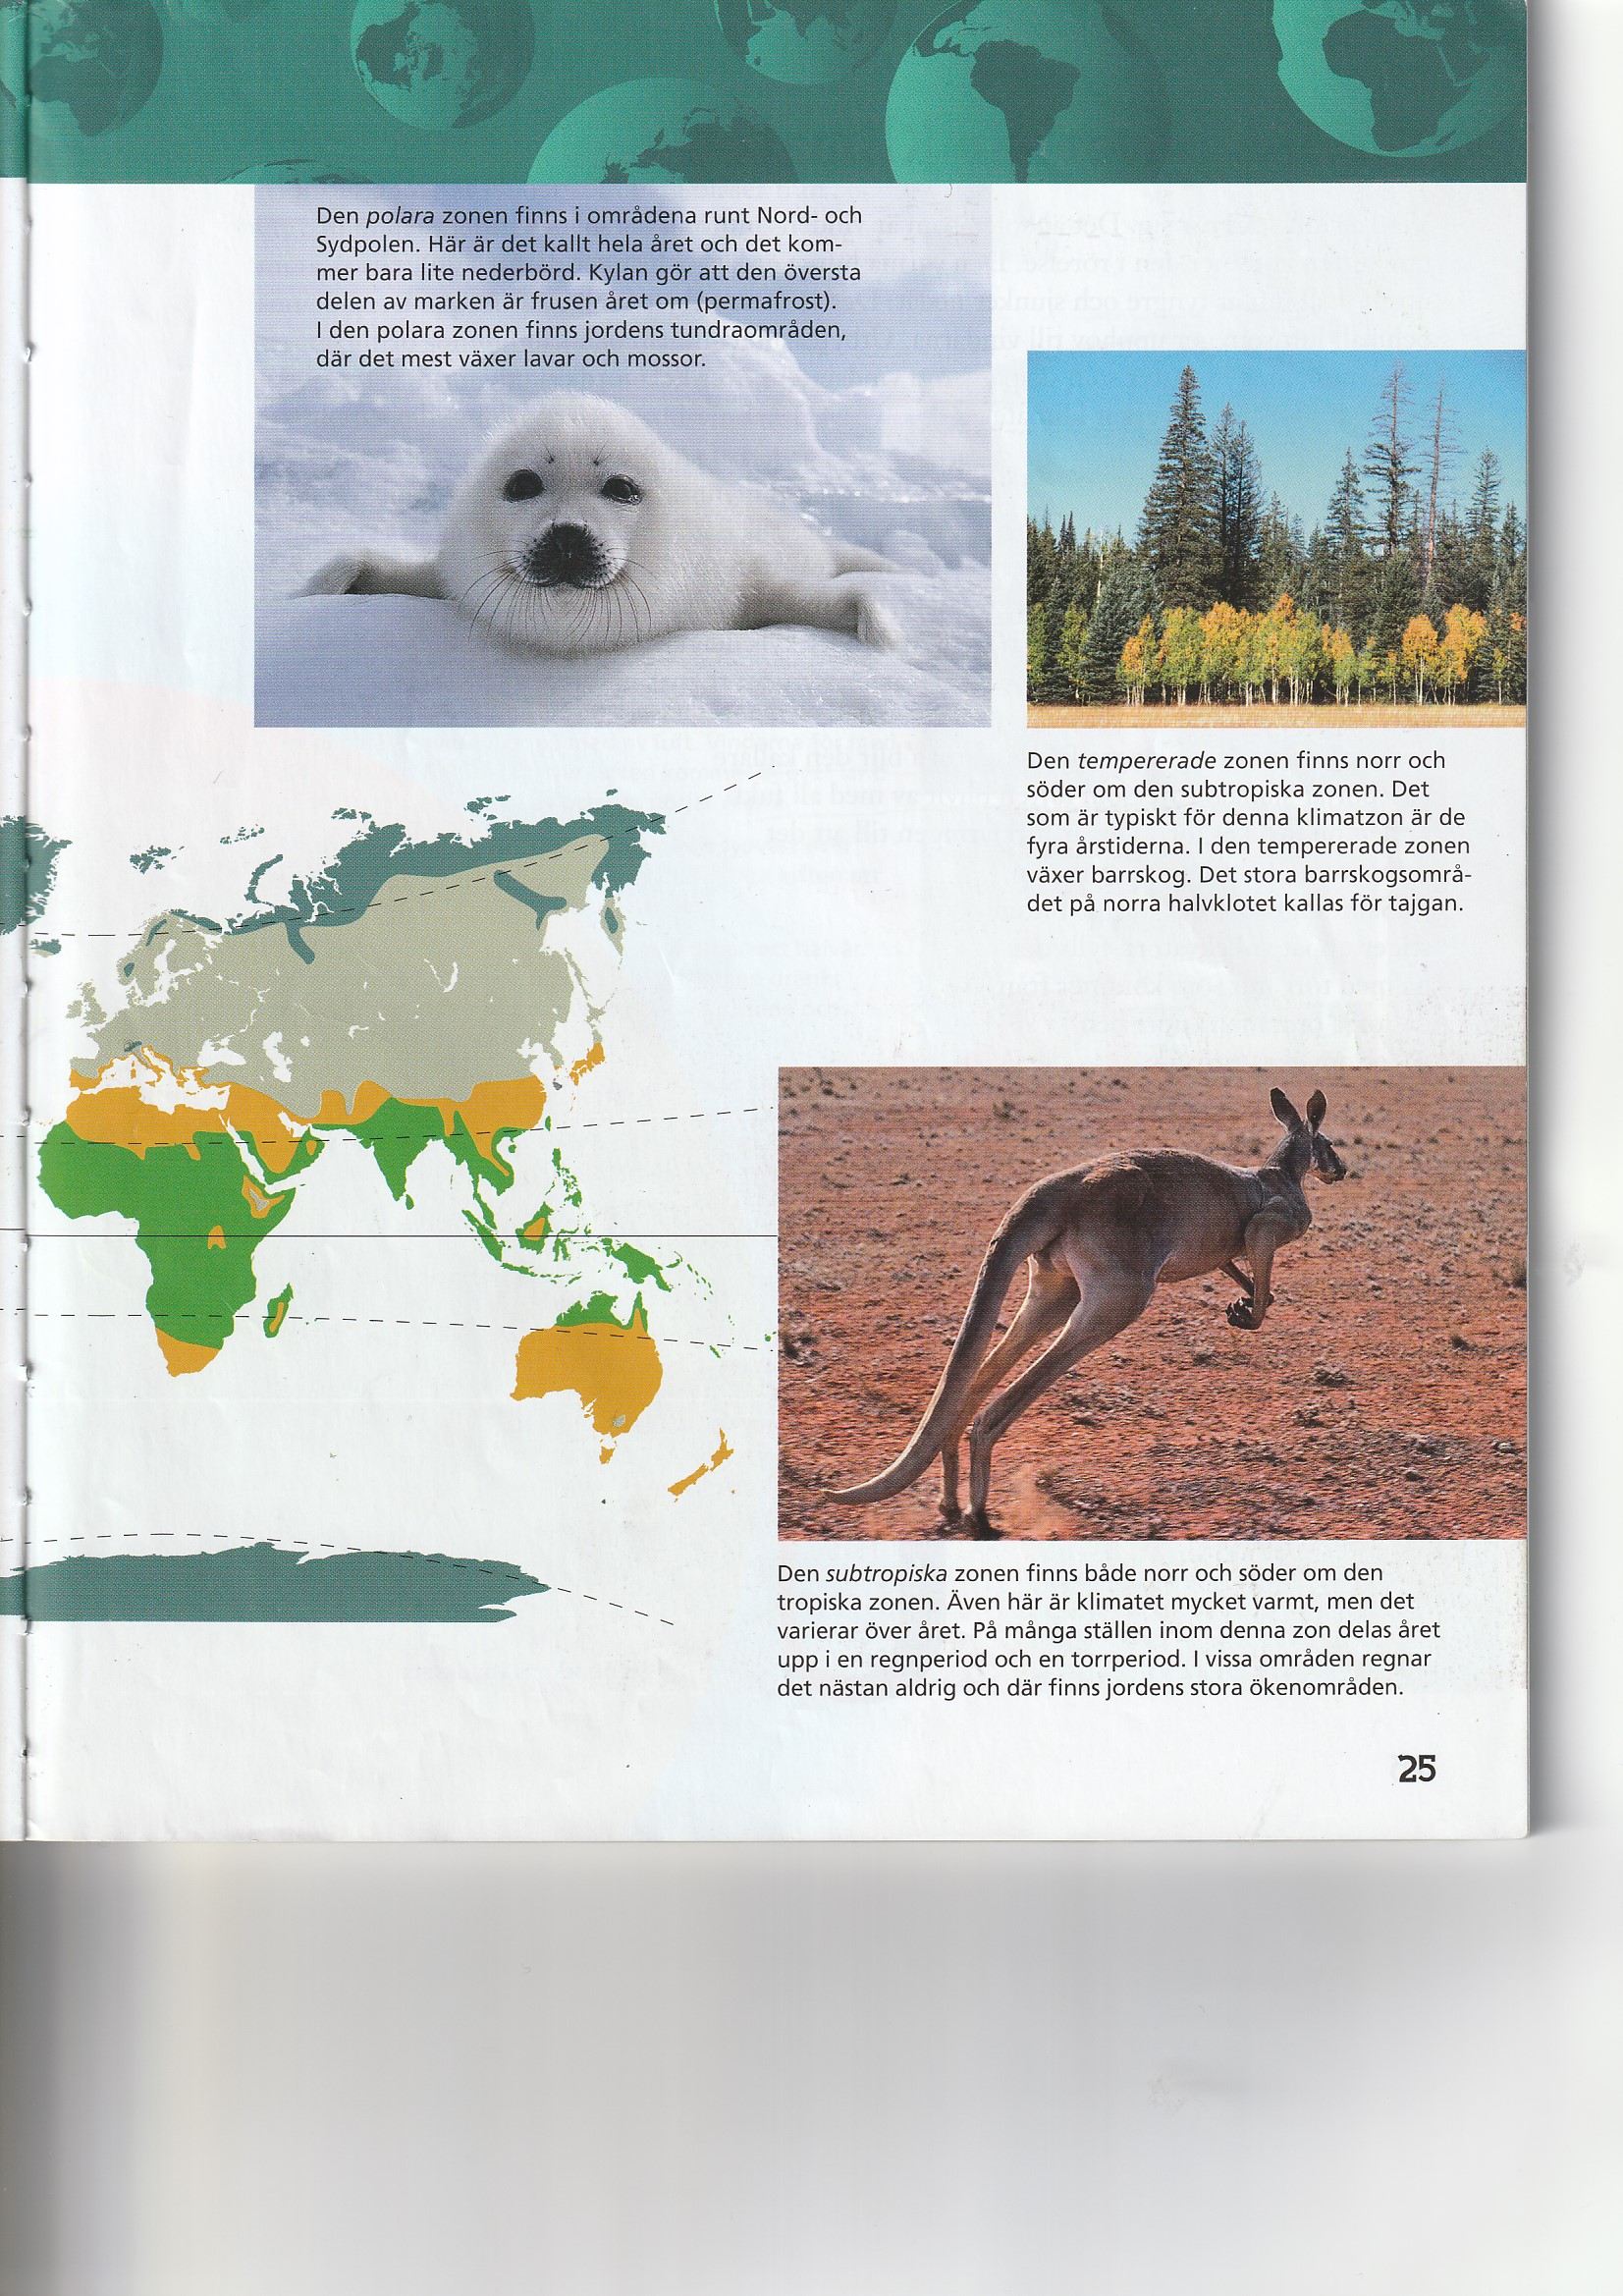 Den polara zonen finns i områdena runt Nord- och
Sydpolen. Här är det kallt hela året och det kom-
mer bara lite nederbörd. Kylan gör att den översta
delen av marken är frusen året om (permafrost).
I den polara zonen finns jordens tundraområden,
där det mest växer lavar och mossor.
Den tempererade zonen finns norr och
söder om den subtropiska zonen. Det
som är typiskt för denna klimatzon är de
fyra årstiderna. I den tempererade zonen
växer barrskog. Det stora barrskogsområ-
det på norra halvklotet kallas för tajgan.
Den subtropiska zonen finns både norr och söder om den
tropiska zonen. Även här är klimatet mycket varmt, men det
varierar över året. På många ställen inom denna zon delas året
upp i en regnperiod och en torrperiod. I vissa områden regnar
det nästan aldrig och där finns jordens stora ökenområden.
25